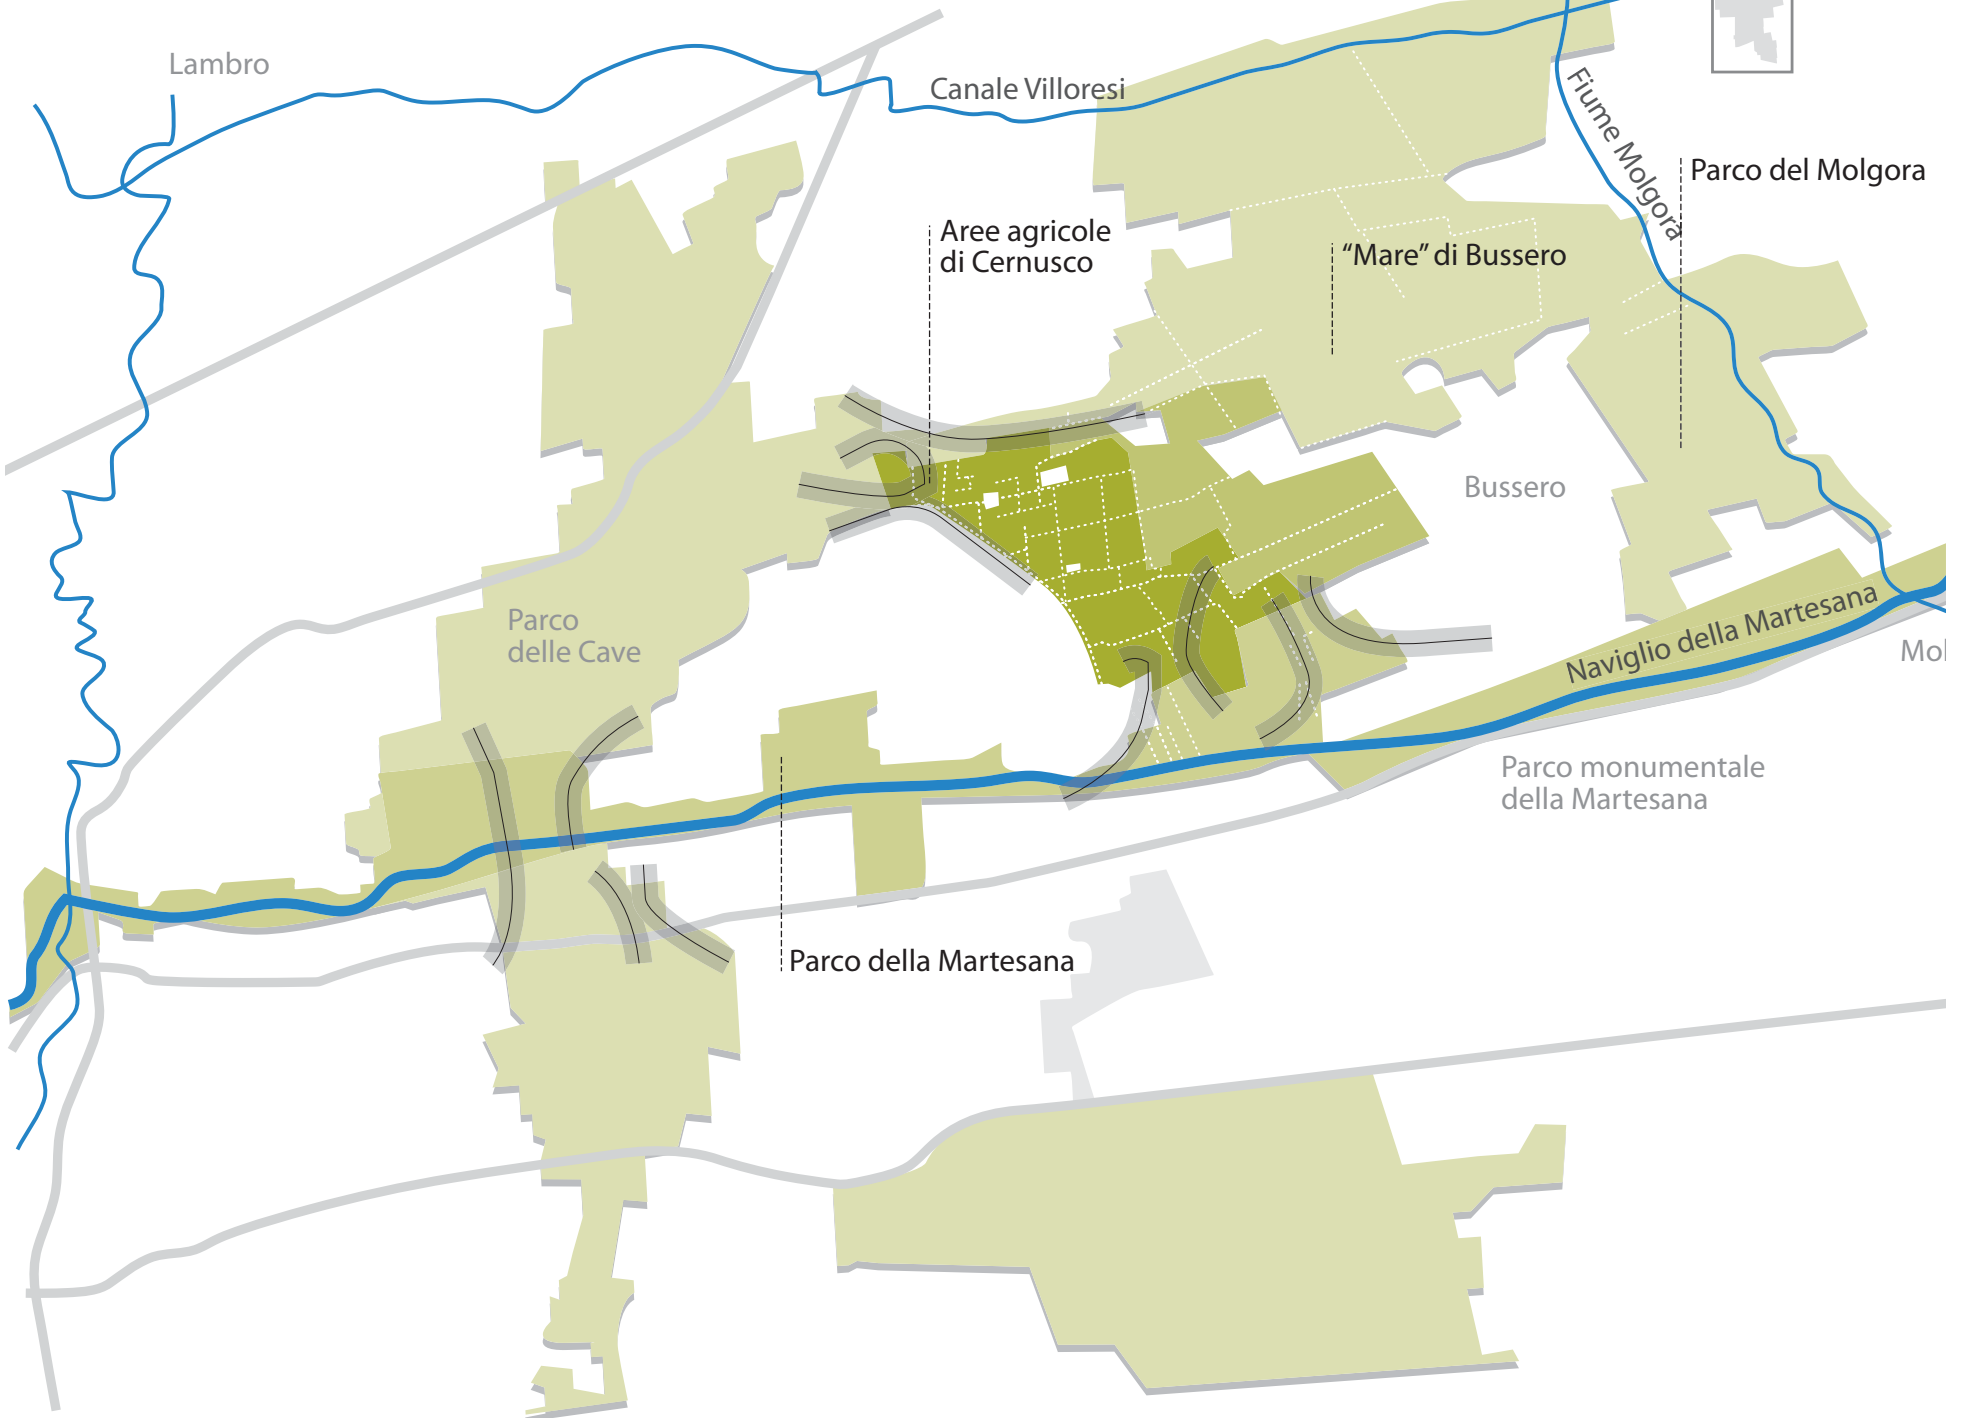 Lambro
Canale Villoresi
Fiume Molgora
Parco del Molgora
Aree agricole
di Cernusco
“Mare” di Bussero
Bussero
Parco
delle Cave
Naviglio della Martesana
Mol
Parco monumentale
della Martesana
Parco della Martesana